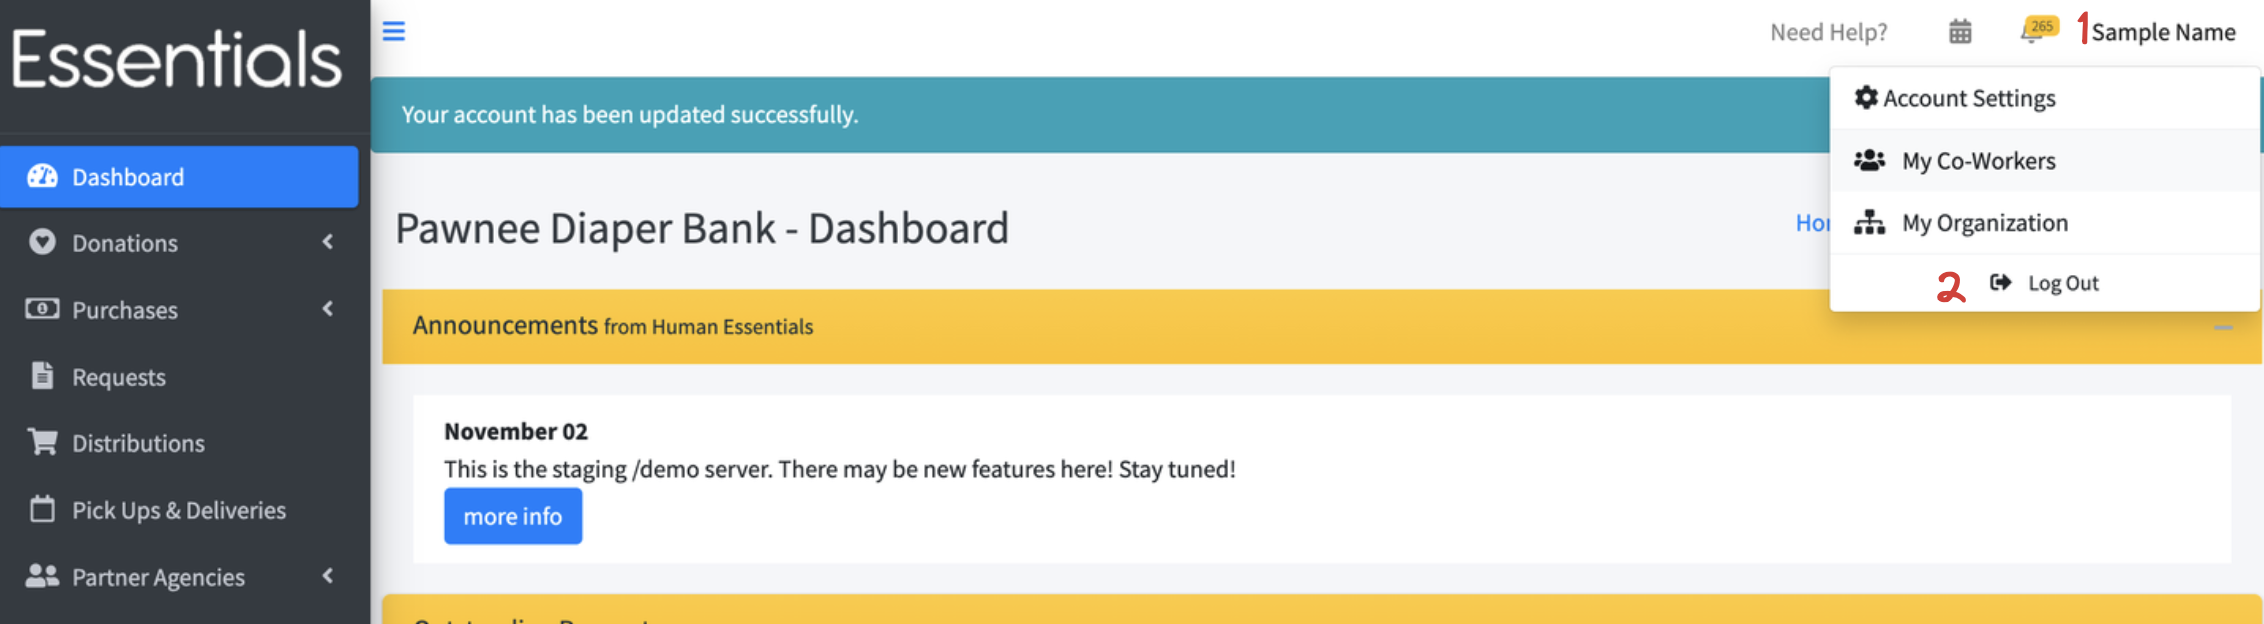 Essentials
Need Help?
265
1 Sample Name
Your account has been updated successfully.
Account Settings
My Co-Workers
My Organization
2 Log Out
Dashboard
Donations
Purchases
Requests
Distributions
Pick Ups & Deliveries
Partner Agencies
Pawnee Diaper Bank - Dashboard
Announcements from Human Essentials
November 02
This is the staging /demo server. There may be new features here! Stay tuned!
more info